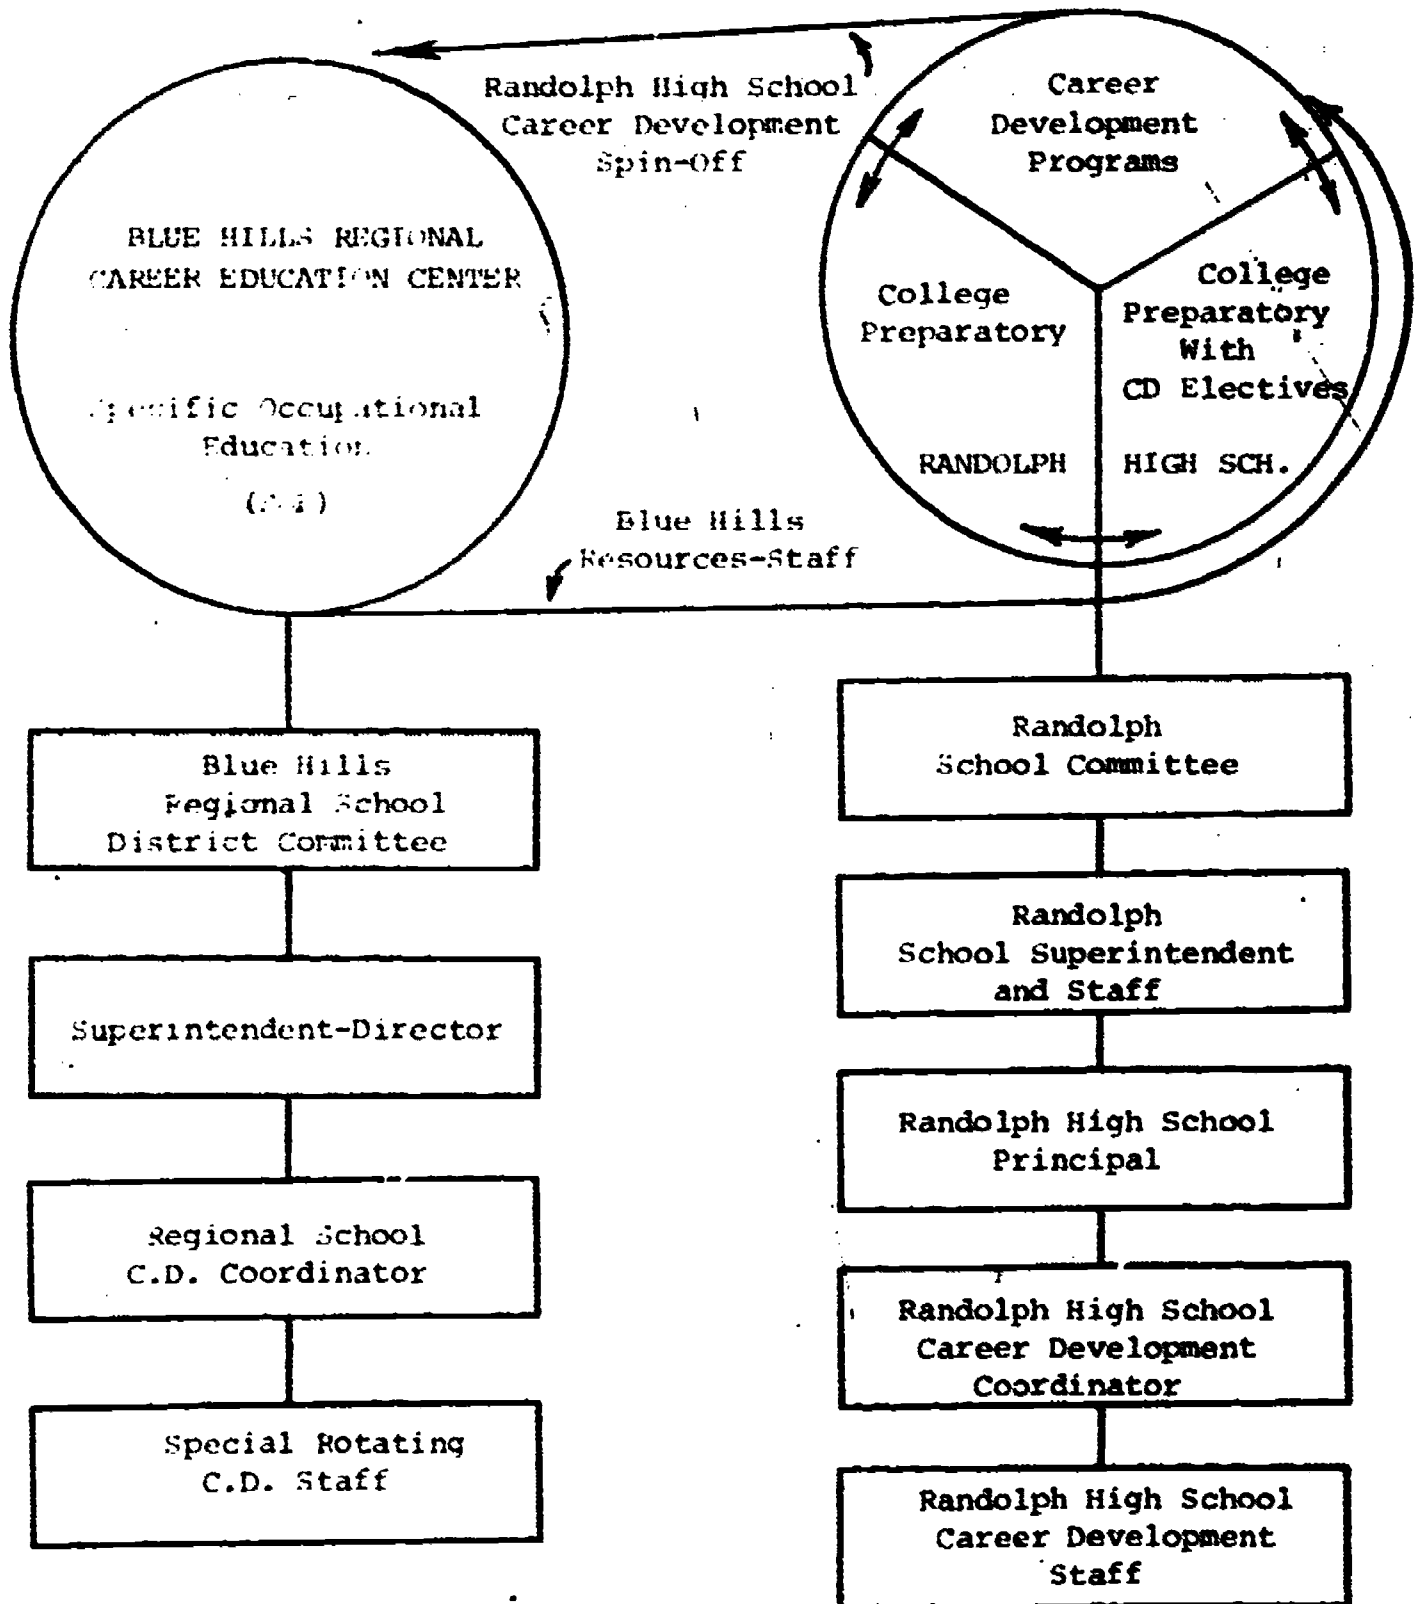 Randolph High School
Career Development
Spin-Off
Career
Development
Programs
BLUE HILLS REGIONAL
CAREER EDUCATION CENTER
Specific Occupational
Education
College
Preparatory
College
Preparatory
With
CD Electives
RANDOLPH HIGH SCH.
Blue Hills
Resources-Staff
Blue Hills
Regional School
District Committee
Superintendent-Director
Regional School
C.D. Coordinator
Special Rotating
C.D. Staff
Randolph
School Committee
Randolph
School Superintendent
and Staff
Randolph High School
Principal
Randolph High School
Career Development
Coordinator
Randolph High School
Career Development
Staff